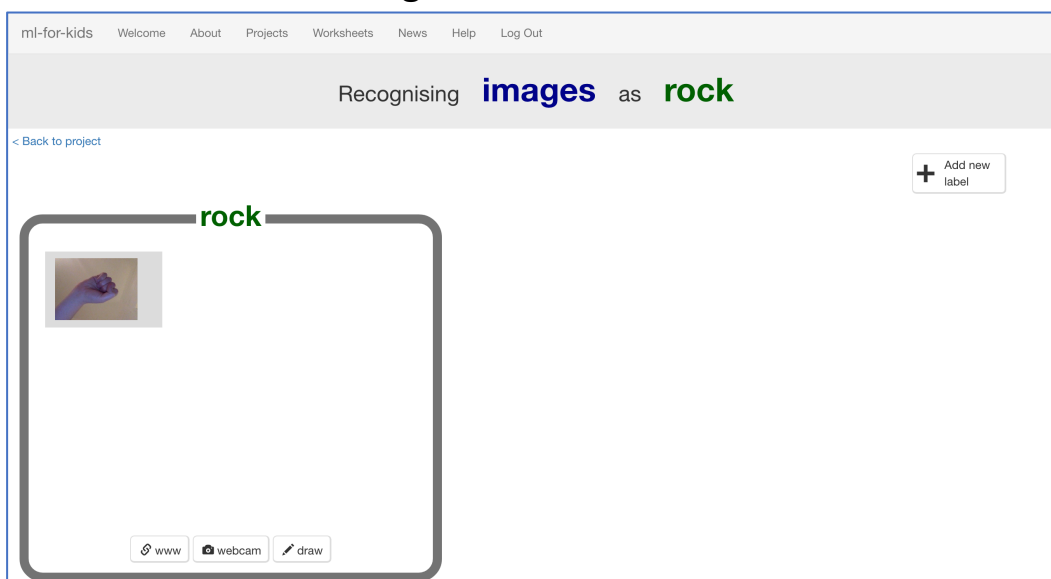 ml-for-kids Welcome About Projects Worksheets News Help Log Out
Recognising images as rock
< Back to project
Add new
label
rock
www webcam draw